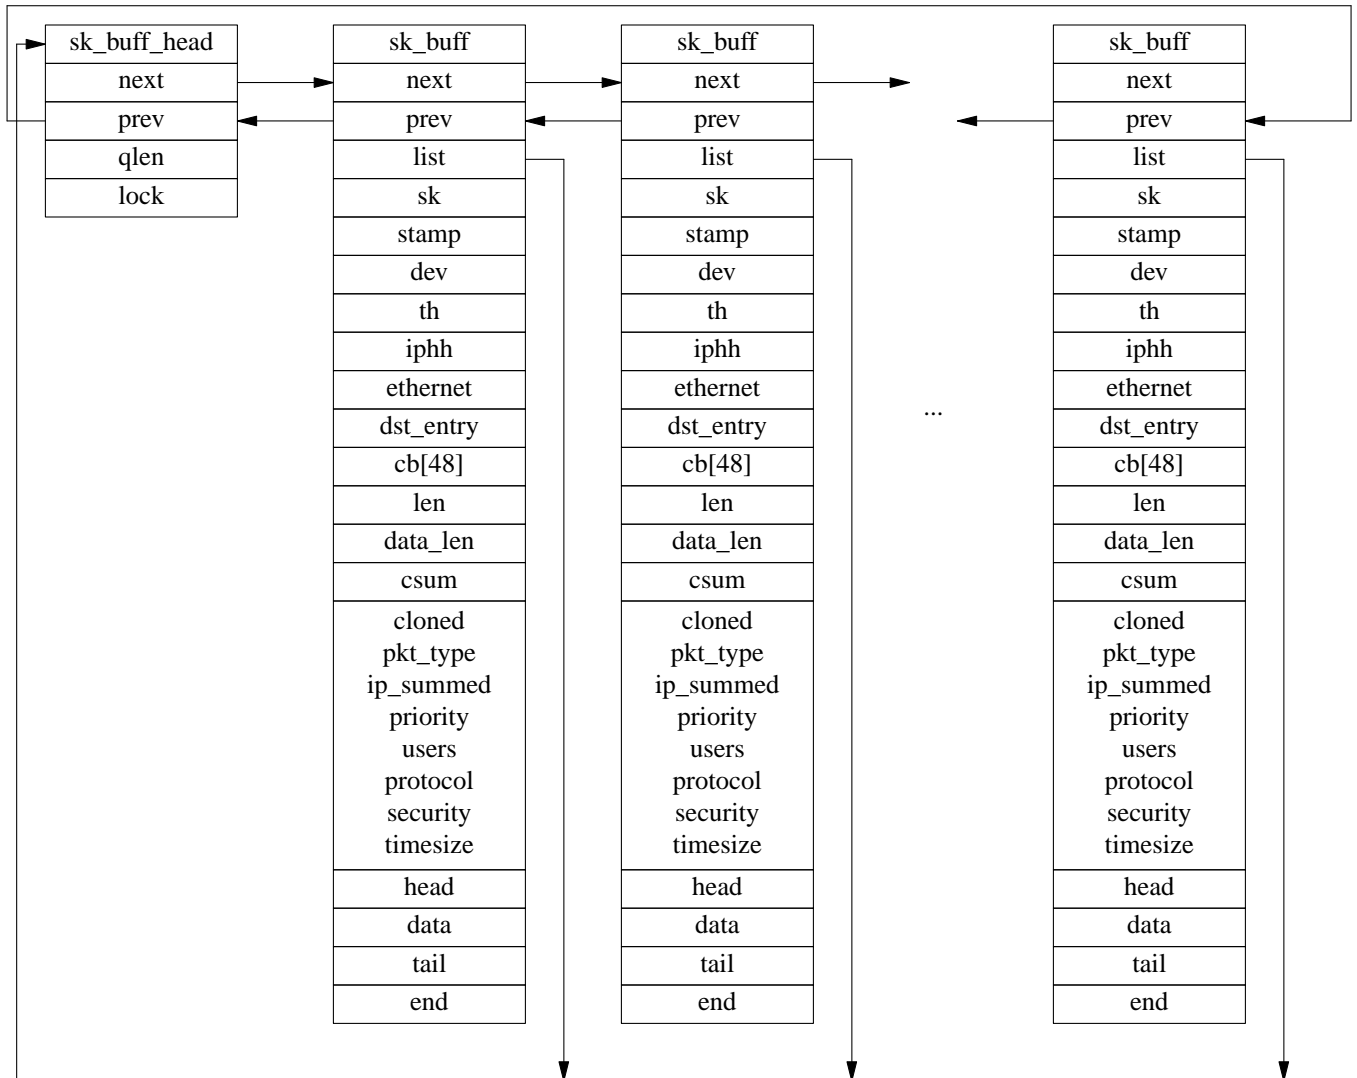 sk_buff_head
next
prev
qlen
lock
sk_buff
next
prev
list
sk
stamp
dev
th
iphh
ethernet
dst_entry
cb[48]
len
data_len
csum
cloned
pkt_type
ip_summed
priority
users
protocol
security
timesize
head
data
tail
end
sk_buff
next
prev
list
sk
stamp
dev
th
iphh
ethernet
dst_entry
cb[48]
len
data_len
csum
cloned
pkt_type
ip_summed
priority
users
protocol
security
timesize
head
data
tail
end
...
sk_buff
next
prev
list
sk
stamp
dev
th
iphh
ethernet
dst_entry
cb[48]
len
data_len
csum
cloned
pkt_type
ip_summed
priority
users
protocol
security
timesize
head
data
tail
end